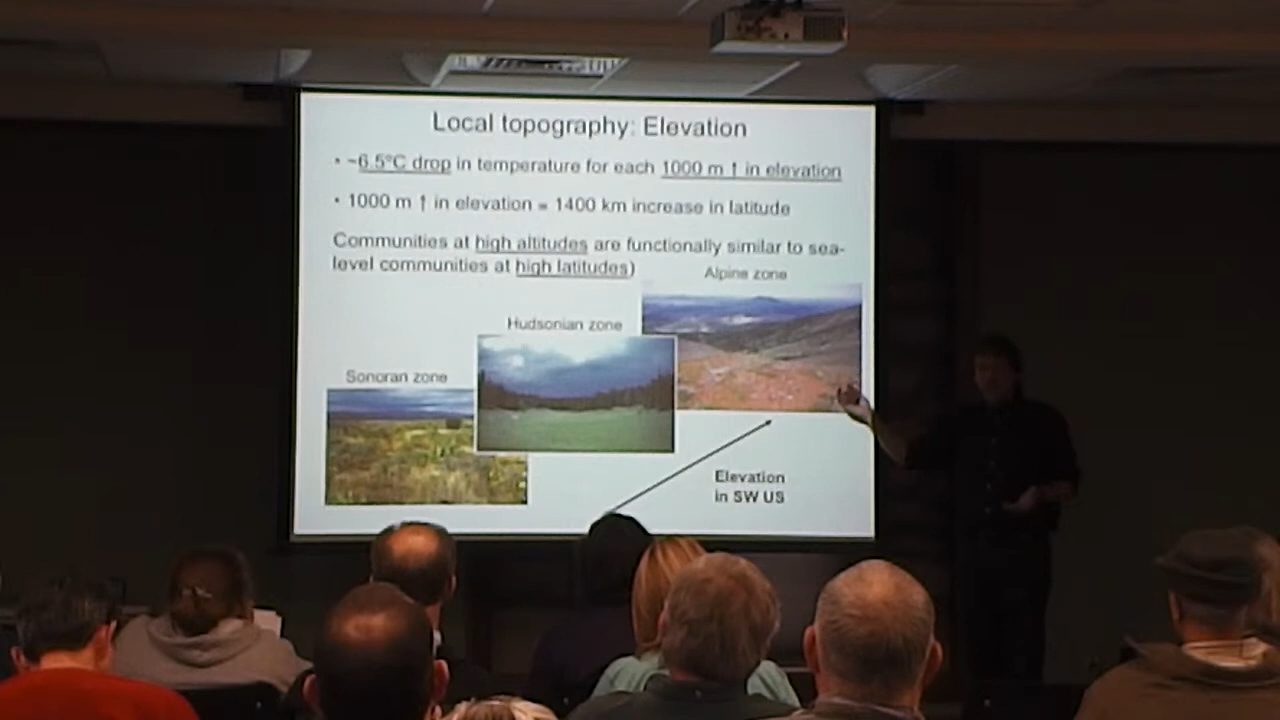 Local topography: Elevation
• ~6.5°C drop in temperature for each 1000 m ↑ in elevation
• 1000 m ↑ in elevation = 1400 km increase in latitude
Communities at high altitudes are functionally similar to sea-
level communities at high latitudes)
Alpine zone
Hudsonian zone
Sonoran zone
Elevation
in SW US